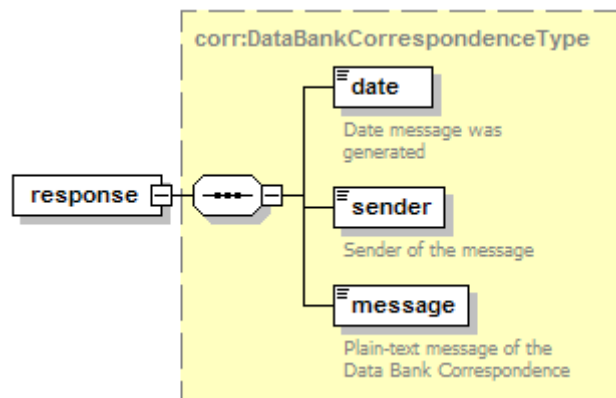 corr:DataBankCorrespondenceType
date
Date message was
generated
response
sender
Sender of the message
message
Plain-text message of the
Data Bank Correspondence